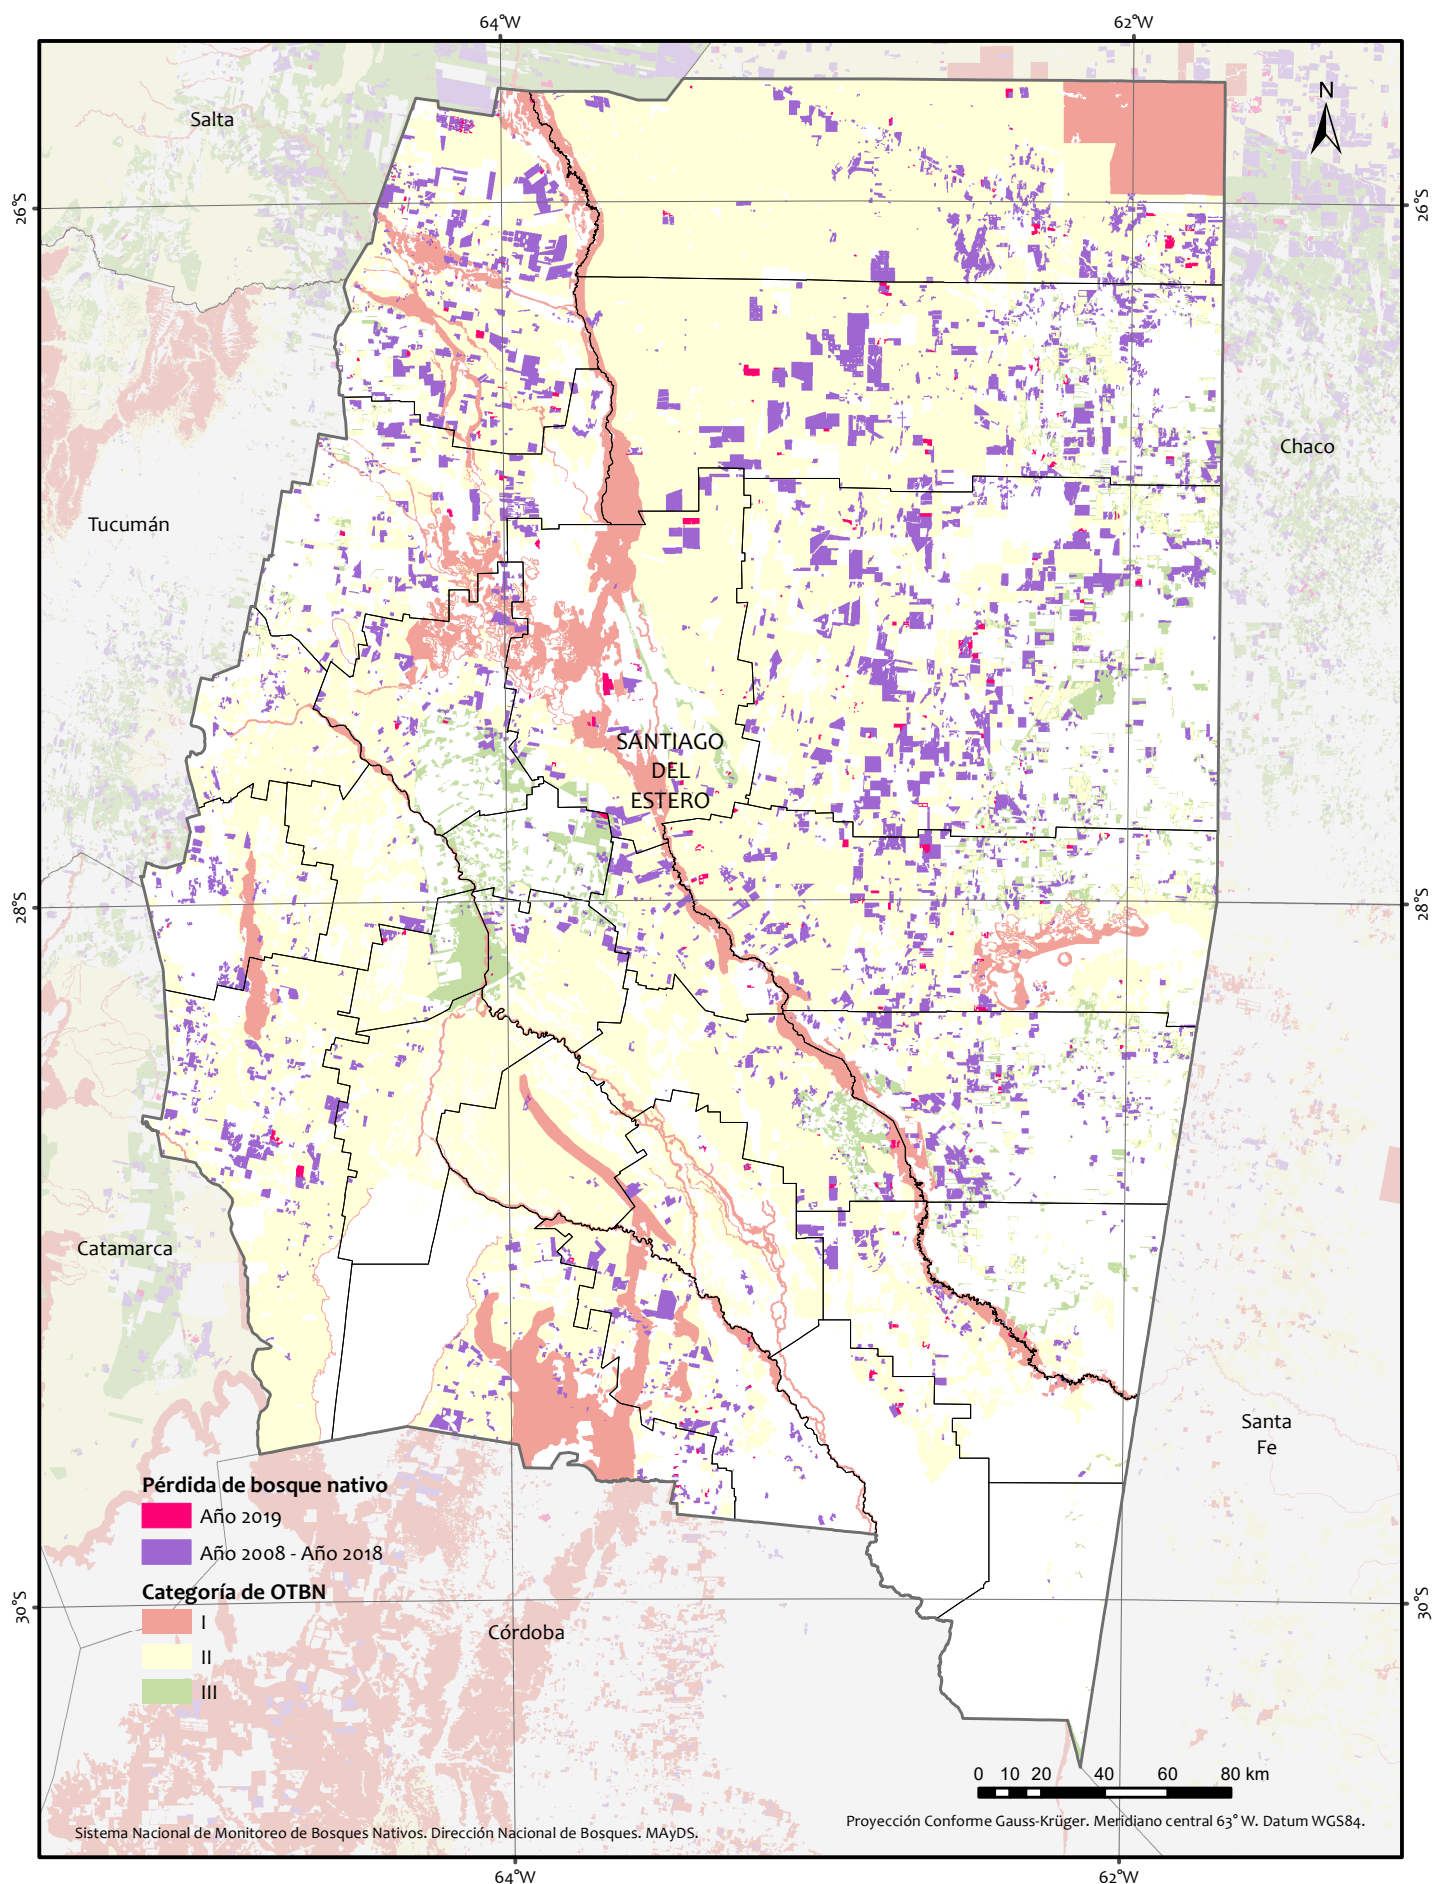 64°W
62°W
N
Salta
26°S
26°S
Chaco
Tucumán
SANTIAGO
DEL
ESTERO
28°S
28°S
Catamarca
Santa
Fe
Pérdida de bosque nativo
Año 2019
Año 2008 - Año 2018
Categoría de OTBN
I
II
III
30°S
30°S
Córdoba
0 10 20 40 60 80 km
Proyección Conforme Gauss-Krüger. Meridiano central 63° W. Datum WGS84.
Sistema Nacional de Monitoreo de Bosques Nativos. Dirección Nacional de Bosques. MAyDS.
64°W
62°W